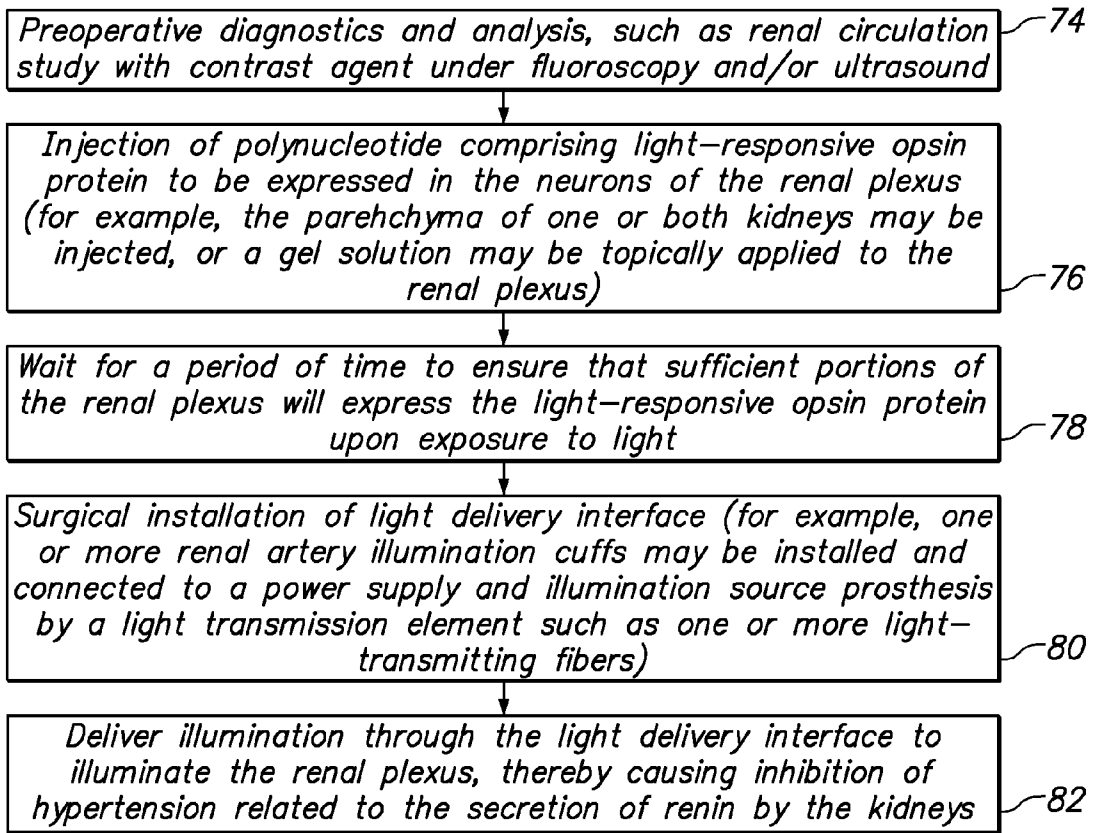 Preoperative diagnostics and analysis, such as renal circulation
study with contrast agent under fluoroscopy and/or ultrasound
74
Injection of polynucleotide comprising light-responsive opsin
protein to be expressed in the neurons of the renal plexus
(for example, the parehchyma of one or both kidneys may be
injected, or a gel solution may be topically applied to the
renal plexus)
76
Wait for a period of time to ensure that sufficient portions of
the renal plexus will express the light-responsive opsin protein
upon exposure to light
78
Surgical installation of light delivery interface (for example, one
or more renal artery illumination cuffs may be installed and
connected to a power supply and illumination source prosthesis
by a light transmission element such as one or more light-
transmitting fibers)
80
Deliver illumination through the light delivery interface to
illuminate the renal plexus, thereby causing inhibition of
hypertension related to the secretion of renin by the kidneys
82